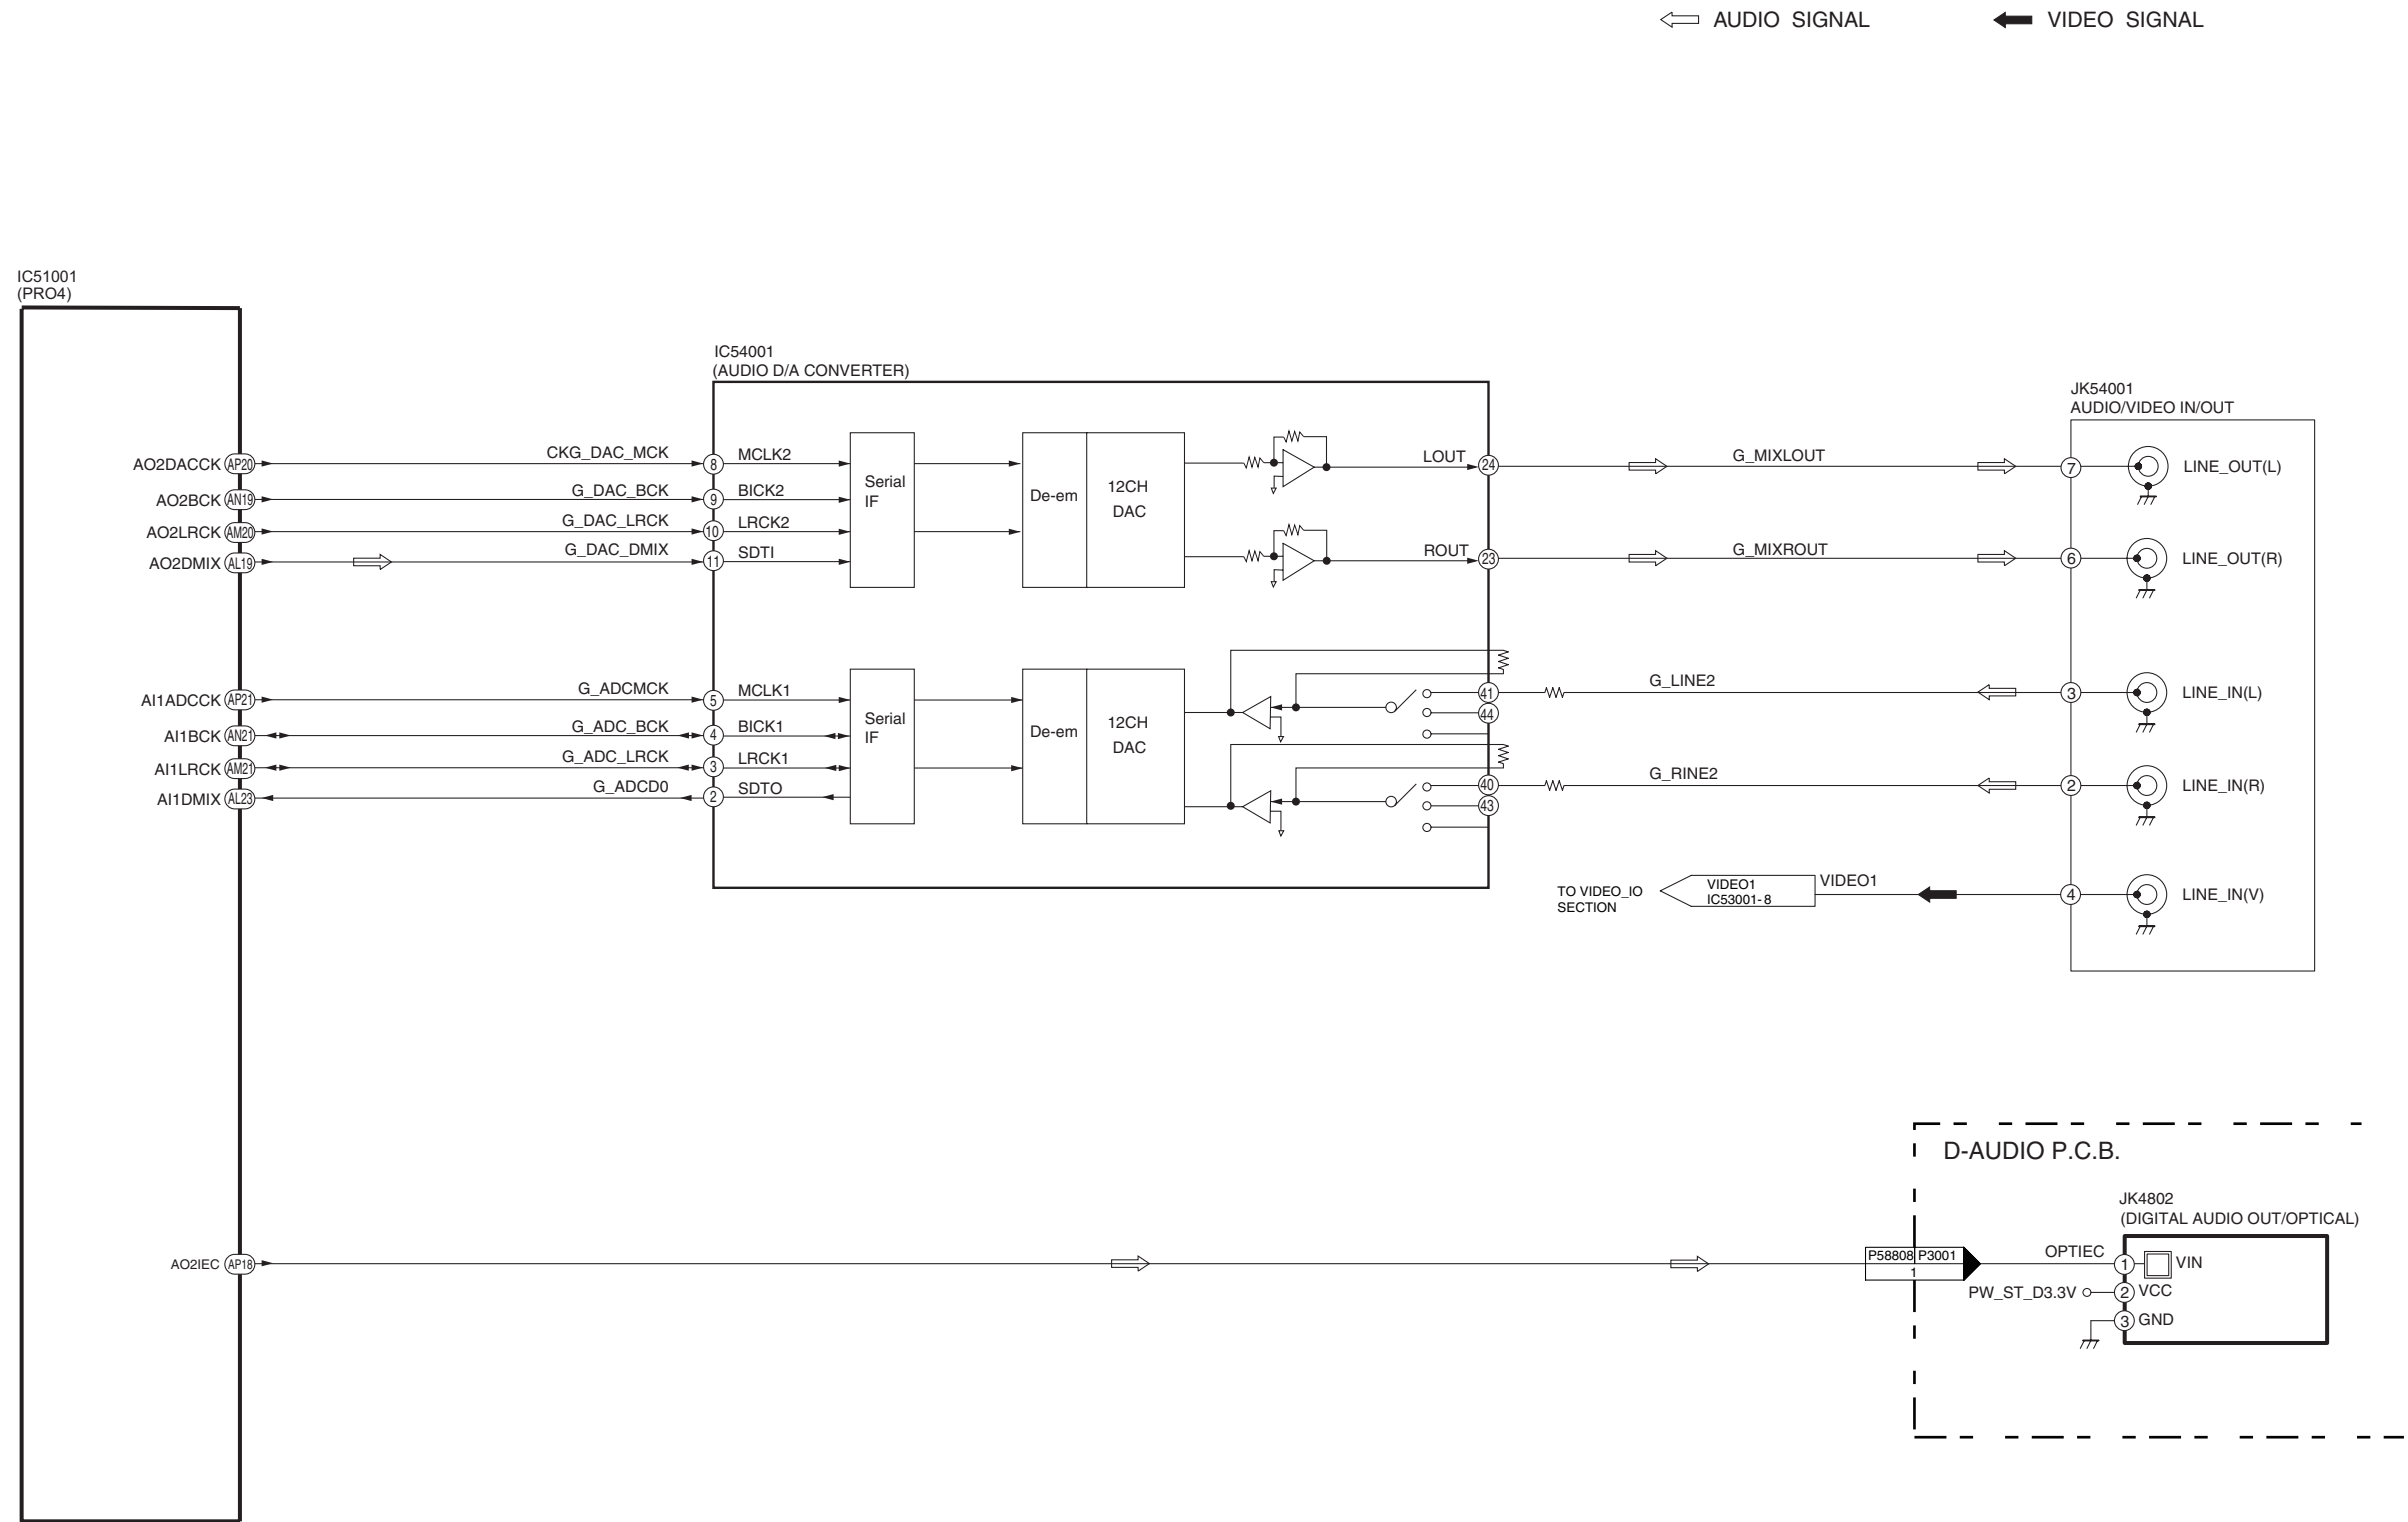 AUDIO SIGNAL
VIDEO SIGNAL
IC51001
(PRO4)
IC54001
(AUDIO D/A CONVERTER)
JK54001
AUDIO/VIDEO IN/OUT
AO2DACCK AP20 CKG_DAC_MCK 8 MCLK2
AO2BCK AN19 G_DAC_BCK 9 BICK2
AO2LRCK AM20 G_DAC_LRCK 10 LRCK2
AO2DMIX AL19 G_DAC_DMIX 11 SDTI
Serial
IF
De-em
12CH
DAC
LOUT 24 G_MIXLOUT 7 LINE_OUT(L)
ROUT 23 G_MIXROUT 6 LINE_OUT(R)
AI1ADCCK AP21 G_ADCMCK 5 MCLK1
AI1BCK AN21 G_ADC_BCK 4 BICK1
AI1LRCK AM21 G_ADC_LRCK 3 LRCK1
AI1DMIX AL23 G_ADCD0 2 SDTO
Serial
IF
De-em
12CH
DAC
41 G_LINE2 3 LINE_IN(L)
44
40 G_RINE2 2 LINE_IN(R)
43
TO VIDEO_IO
SECTION
VIDEO1
IC53001-8
VIDEO1 4 LINE_IN(V)
D-AUDIO P.C.B.
JK4802
(DIGITAL AUDIO OUT/OPTICAL)
AO2IEC AP18 P58808 P3001 OPTIEC 1 VIN
1
PW_ST_D3.3V 2 VCC
3 GND